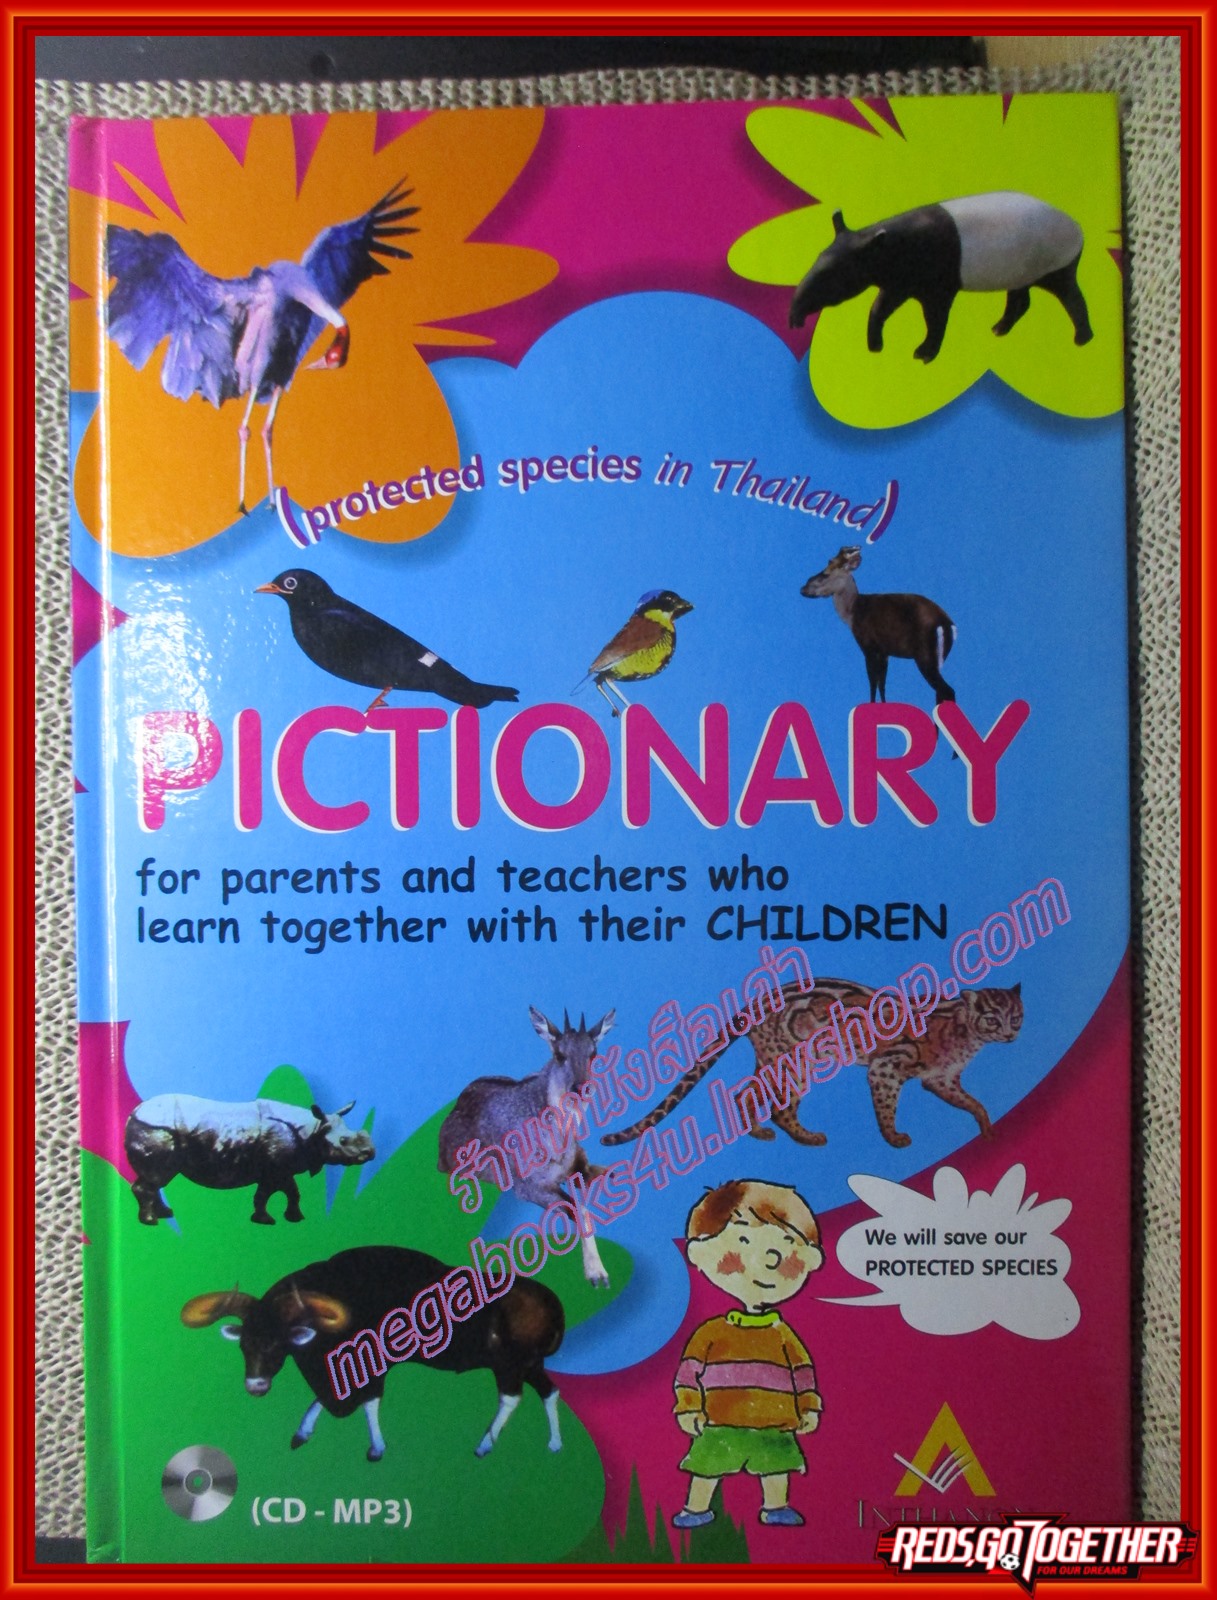 (protected species in Thailand)
PICTIONARY
for parents and teachers who
learn together with their CHILDREN
ร้านหนังสือเก่า
megabooks4u.lnwshop.com
We will save our
PROTECTED SPECIES
(CD - MP3)
REDS,GO TOGETHER
FOR OUR DREAMS